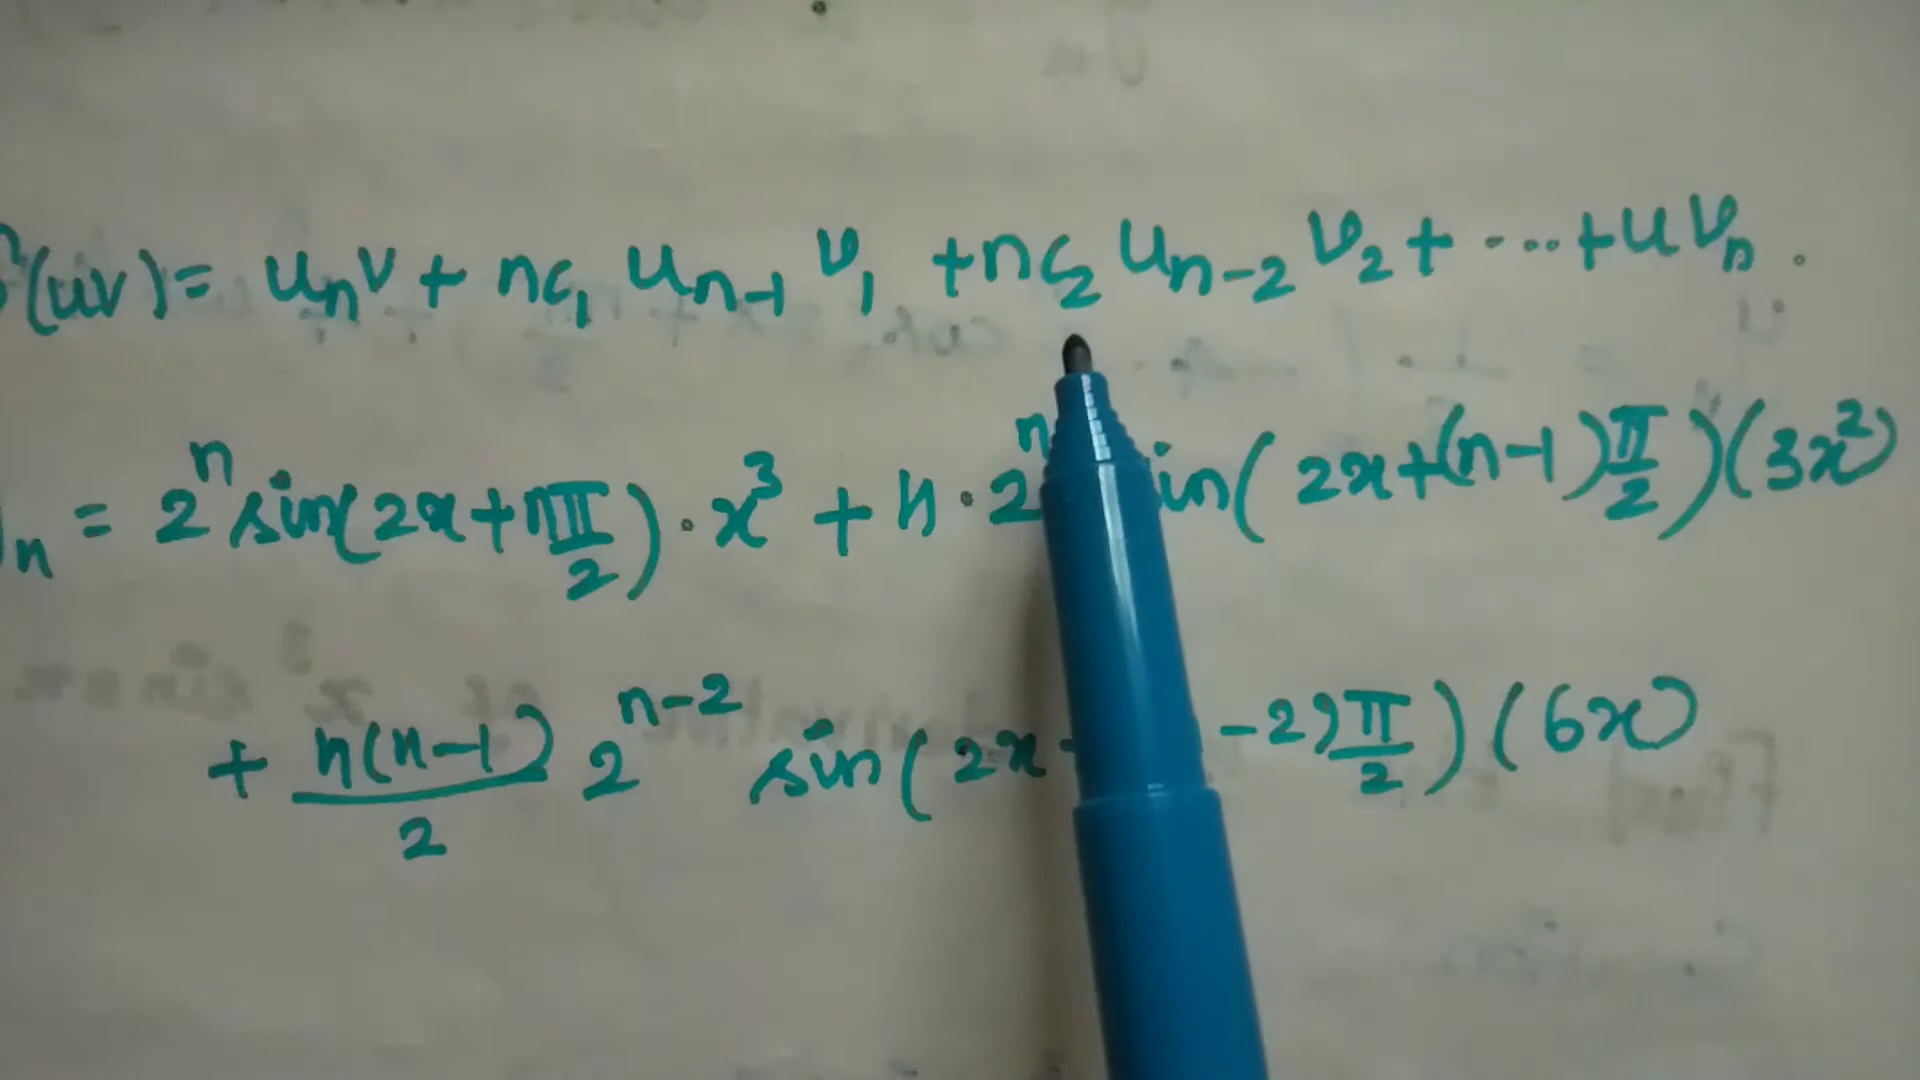 (uv) = uₙv + nc₁ uₙ₋₁ v₁ + nc₂ uₙ₋₂ v₂ + ... + uvₙ.
ₙ = 2ⁿ sin(2x + nπ/2) · x³ + n · 2ⁿ in(2x + (n-1)π/2)(3x²)
+ n(n-1)/2 2ⁿ⁻² sin(2x -2)π/2)(6x)